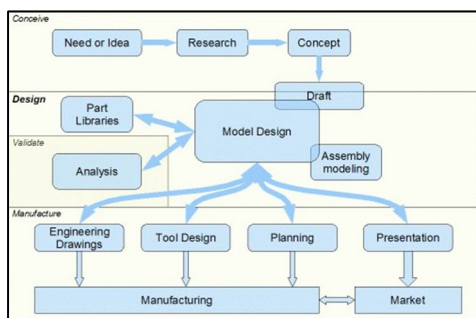 Conceive
Need or Idea
Research
Concept
Draft
Design
Part
Libraries
Model Design
Validate
Analysis
Assembly
modeling
Manufacture
Engineering
Drawings
Tool Design
Planning
Presentation
Manufacturing
Market